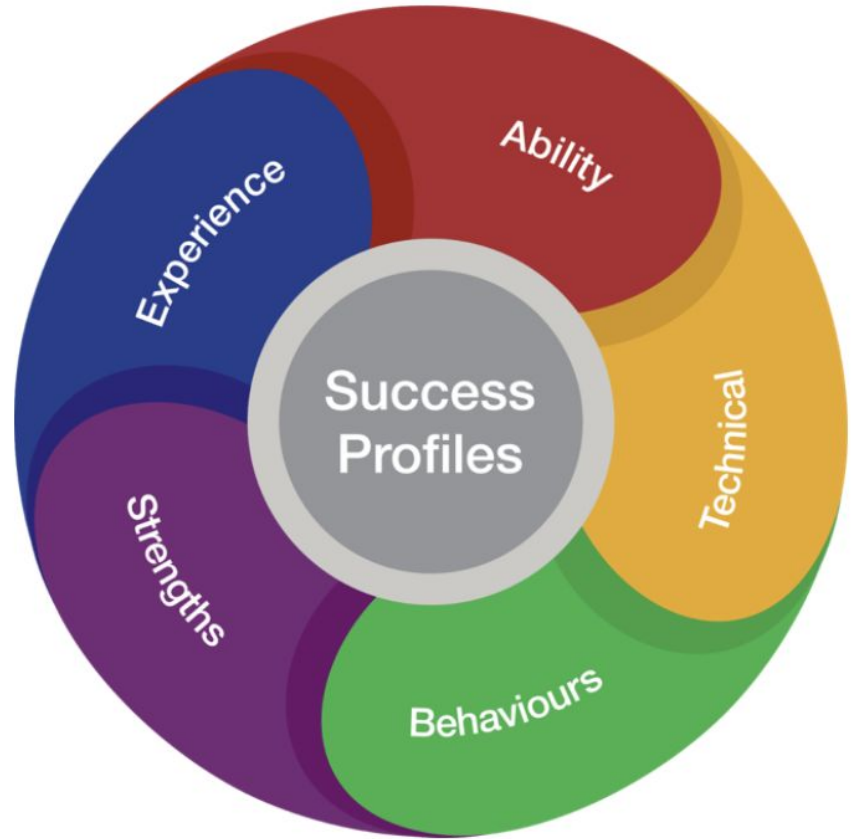 Ability
Experience
Success
Profiles
Technical
Strengths
Behaviours